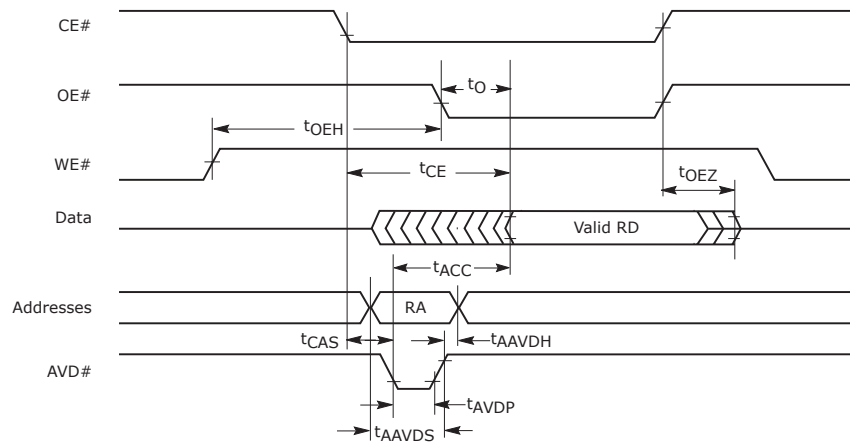 CE#
OE#
tO
tOEH
WE#
tCE
tOEZ
Data
Valid RD
tACC
Addresses
RA
tCAS
tAAVDH
AVD#
tAVDP
tAAVDS